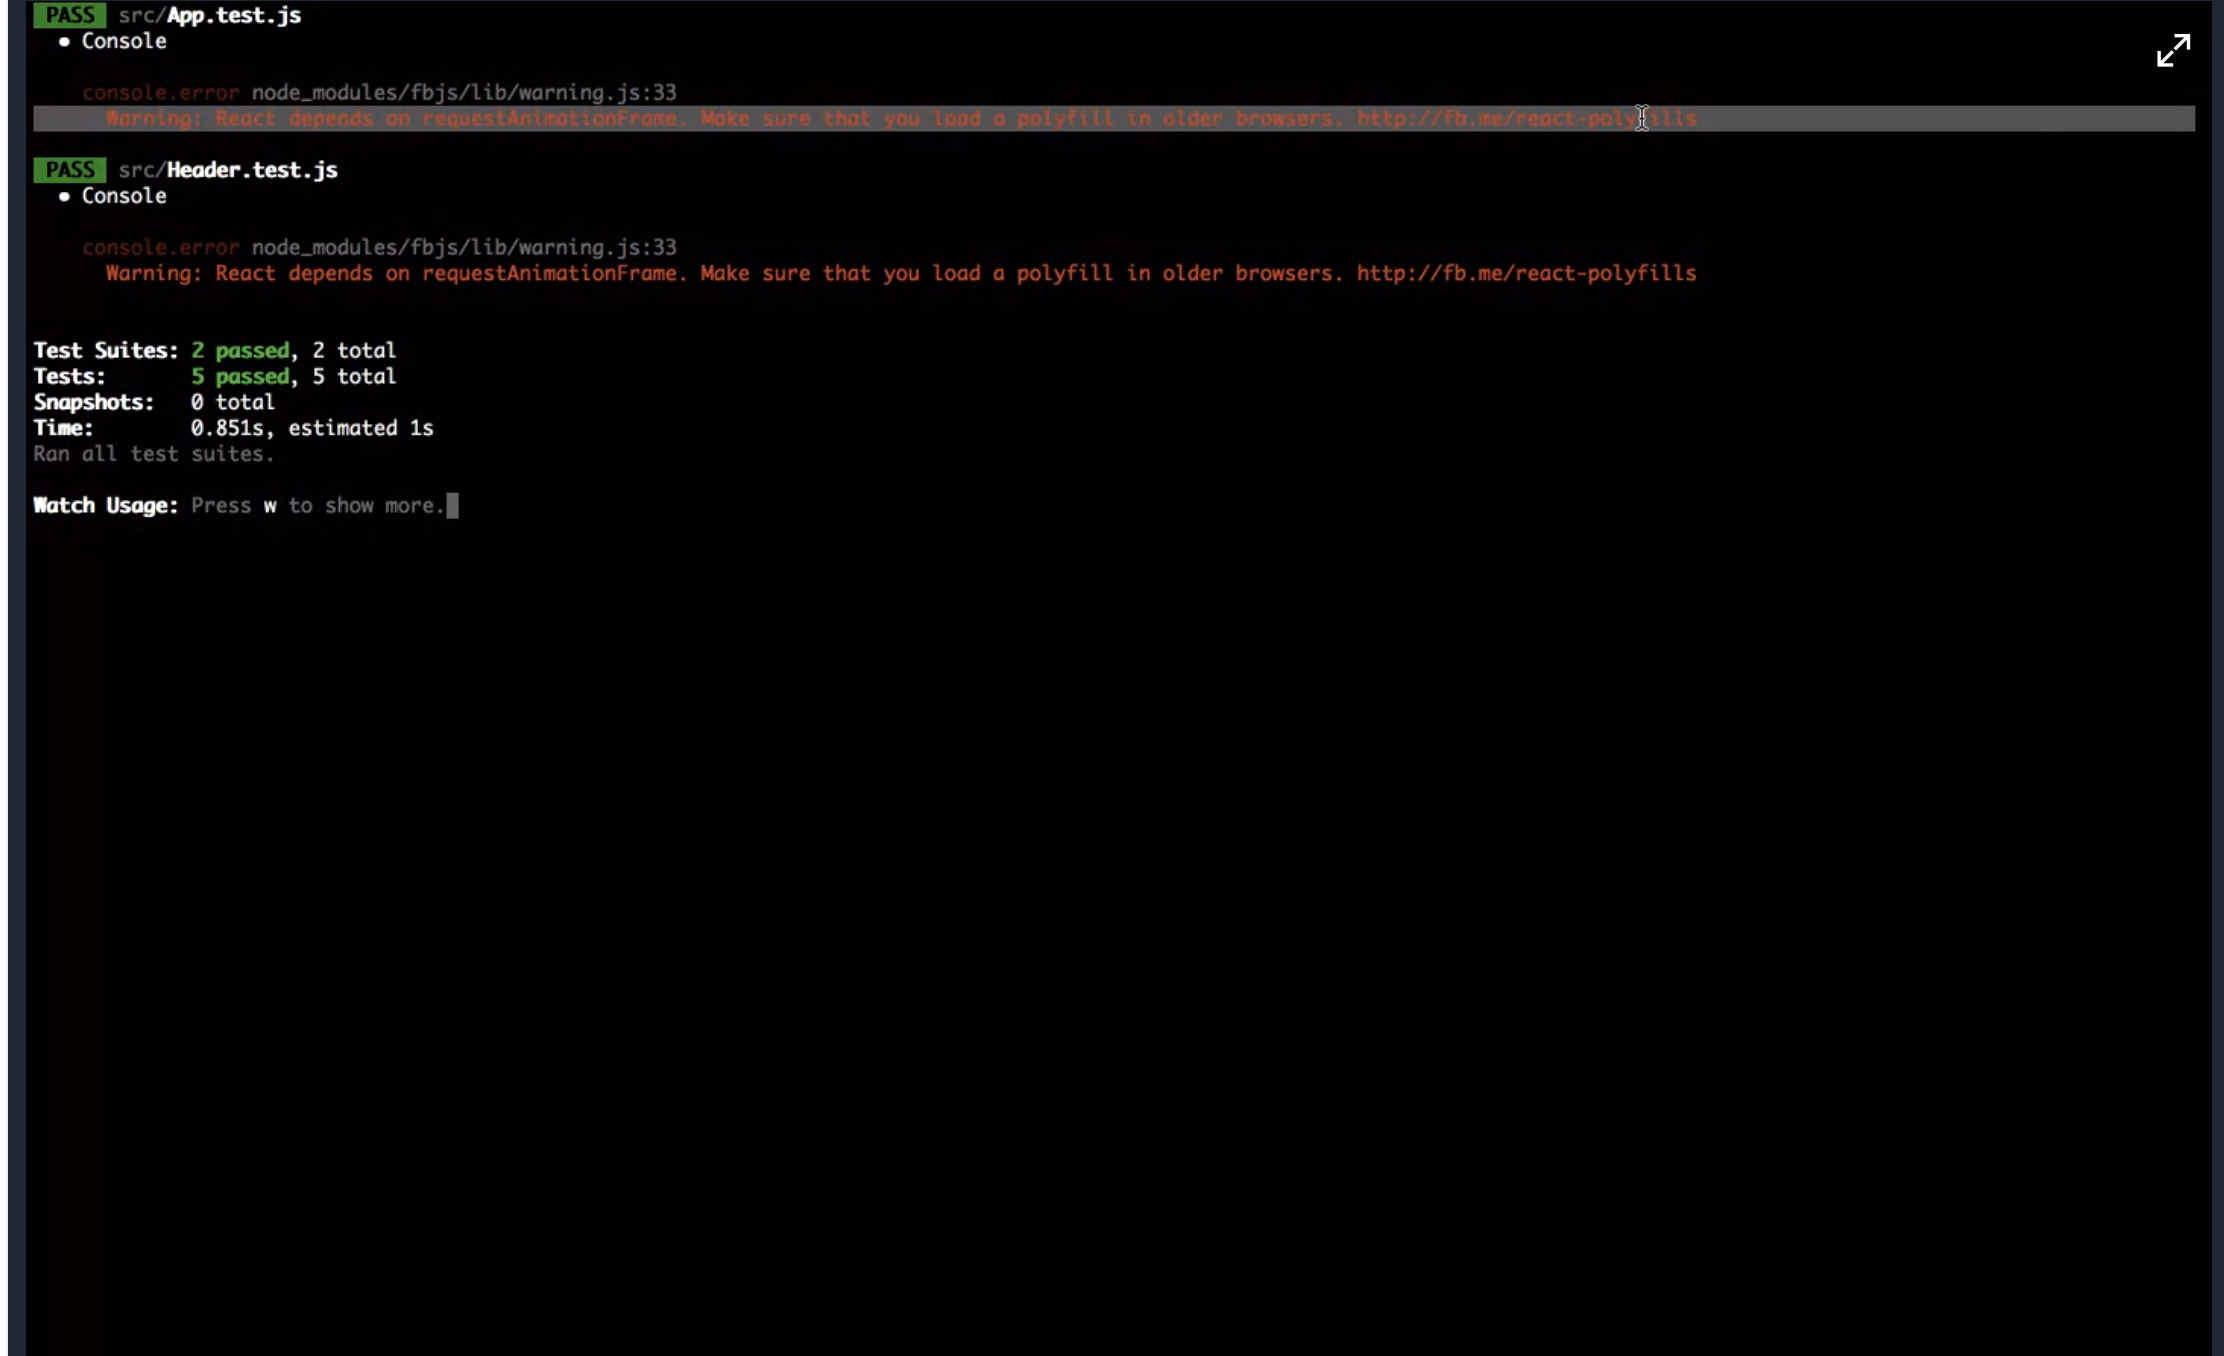 PASS src/App.test.js
• Console
console.error node_modules/fbjs/lib/warning.js:33
Warning: React depends on requestAnimationFrame. Make sure that you load a polyfill in older browsers. http://fb.me/react-polyfills
PASS src/Header.test.js
• Console
console.error node_modules/fbjs/lib/warning.js:33
Warning: React depends on requestAnimationFrame. Make sure that you load a polyfill in older browsers. http://fb.me/react-polyfills
Test Suites: 2 passed, 2 total
Tests: 5 passed, 5 total
Snapshots: 0 total
Time: 0.851s, estimated 1s
Ran all test suites.
Watch Usage: Press w to show more.